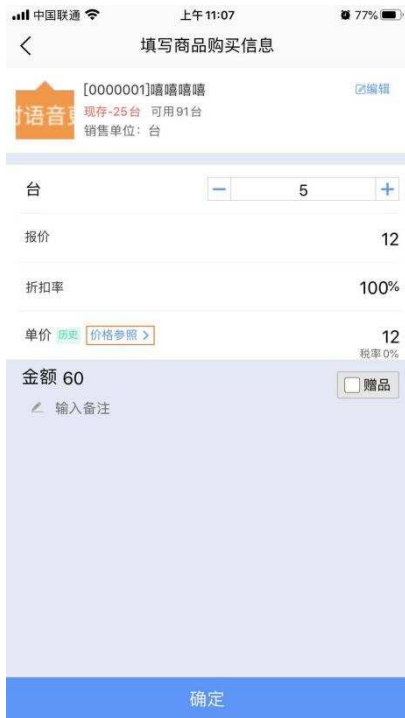 中国联通 上午11:07 77%
填写商品购买信息
[0000001]嘻嘻嘻嘻 编辑
现存-25台 可用91台
销售单位：台
台 − 5 +
报价 12
折扣率 100%
单价 历史 价格参照 > 12
税率0%
金额 60 赠品
输入备注
确定